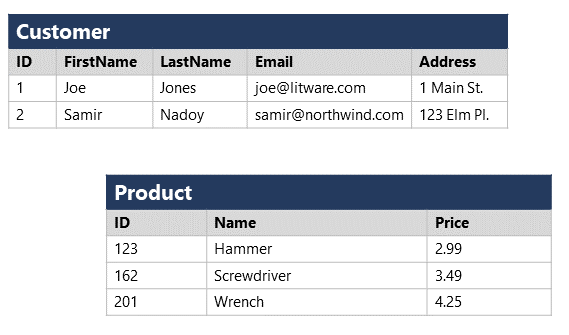 Customer
ID FirstName LastName Email Address
1 Joe Jones joe@litware.com 1 Main St.
2 Samir Nadoy samir@northwind.com 123 Elm Pl.
Product
ID Name Price
123 Hammer 2.99
162 Screwdriver 3.49
201 Wrench 4.25